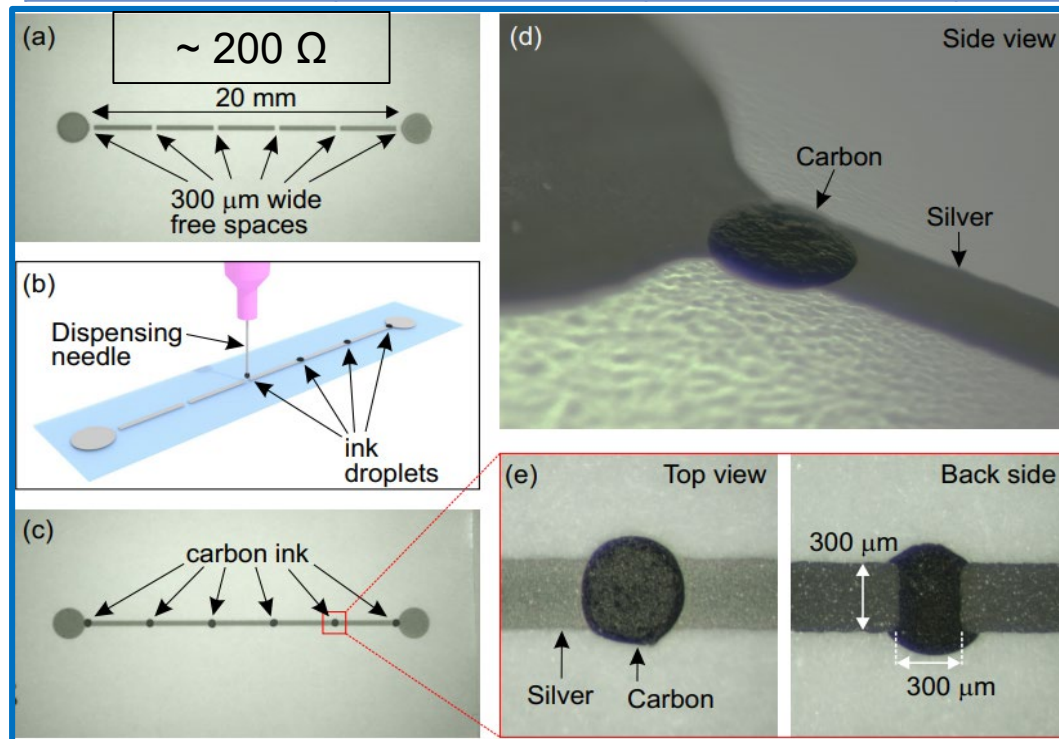 (a)
~ 200 Ω
20 mm
300 μm wide
free spaces
(b)
Dispensing
needle
ink
droplets
(c)
carbon ink
(d)
Side view
Carbon
Silver
(e)
Top view
Silver
Carbon
Back side
300 μm
300 μm